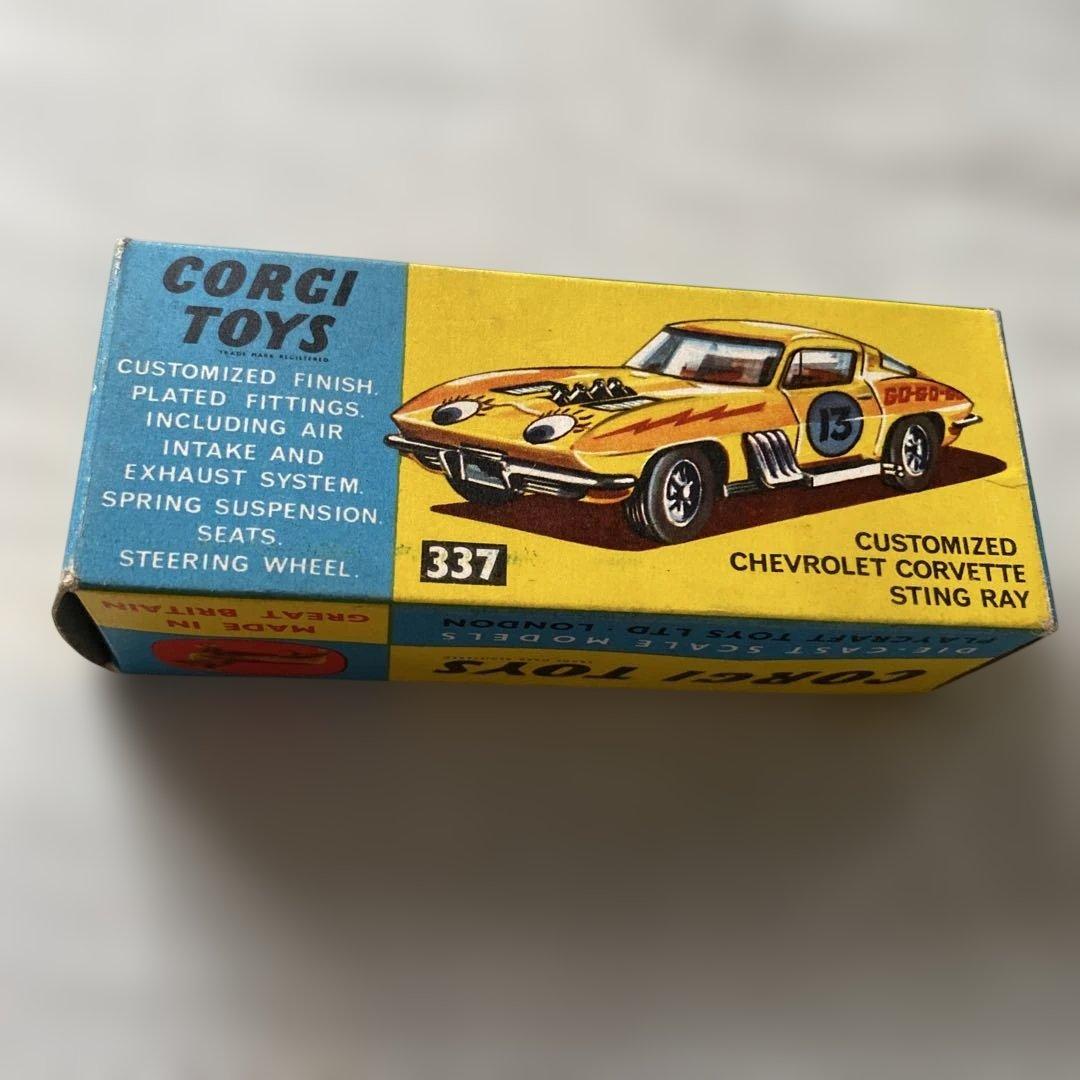 CORGI
TOYS
TRADE MARK REGISTERED
CUSTOMIZED FINISH.
PLATED FITTINGS.
INCLUDING AIR
INTAKE AND
EXHAUST SYSTEM.
SPRING SUSPENSION.
SEATS.
STEERING WHEEL.
13
GO-GO-G
337
CUSTOMIZED
CHEVROLET CORVETTE
STING RAY
MADE IN
GREAT BRITAIN
CORGI TOYS
DIE-CAST SCALE MODELS
PLAYCRAFT TOYS LTD. LONDON